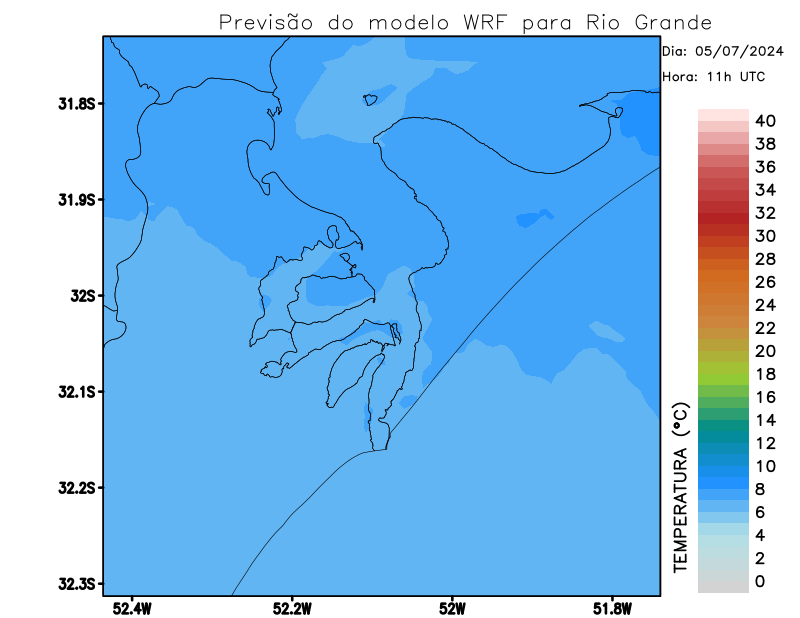 Previsão do modelo WRF para Rio Grande
Dia: 05/07/2024
Hora: 11h UTC
31.8S
31.9S
32S
32.1S
32.2S
32.3S
52.4W
52.2W
52W
51.8W
TEMPERATURA (°C)
40
38
36
34
32
30
28
26
24
22
20
18
16
14
12
10
8
6
4
2
0